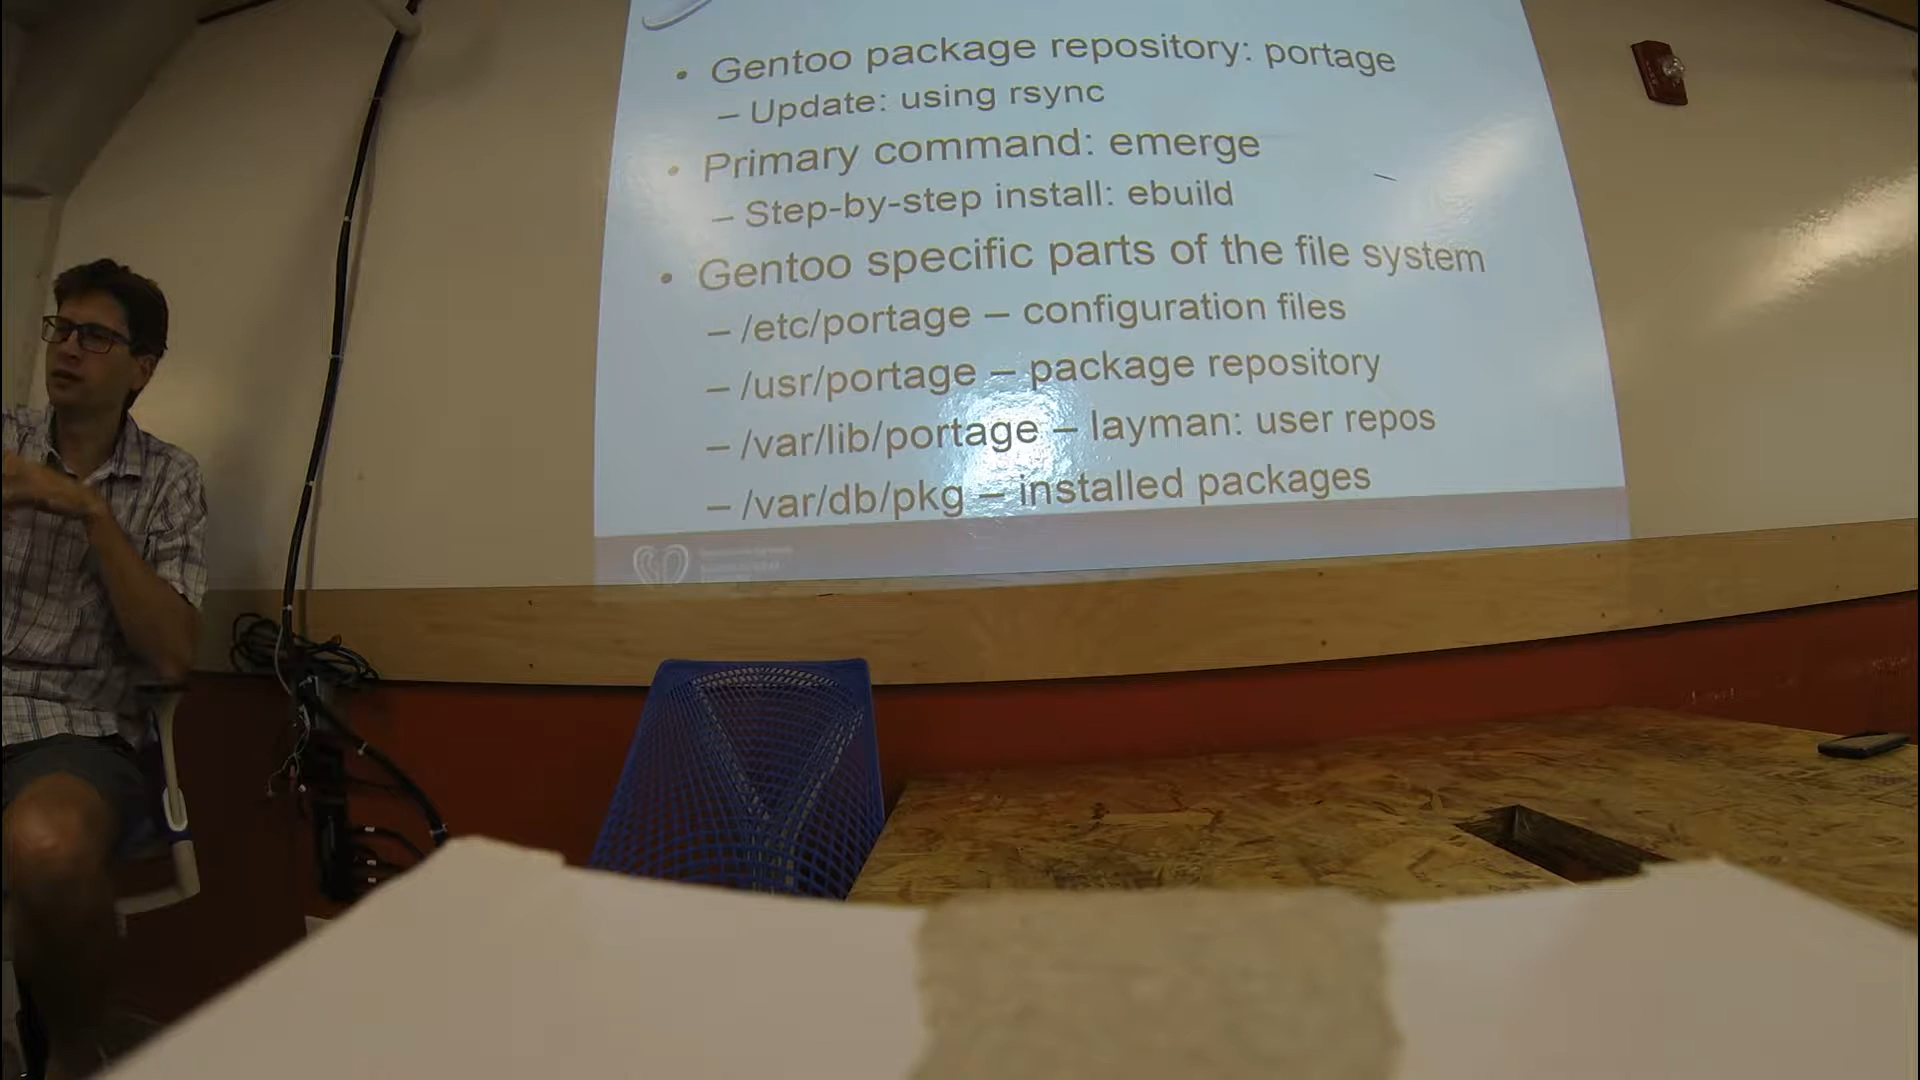 • Gentoo package repository: portage
– Update: using rsync
• Primary command: emerge
– Step-by-step install: ebuild
• Gentoo specific parts of the file system
– /etc/portage – configuration files
– /usr/portage – package repository
– /var/lib/portage – layman: user repos
– /var/db/pkg – installed packages